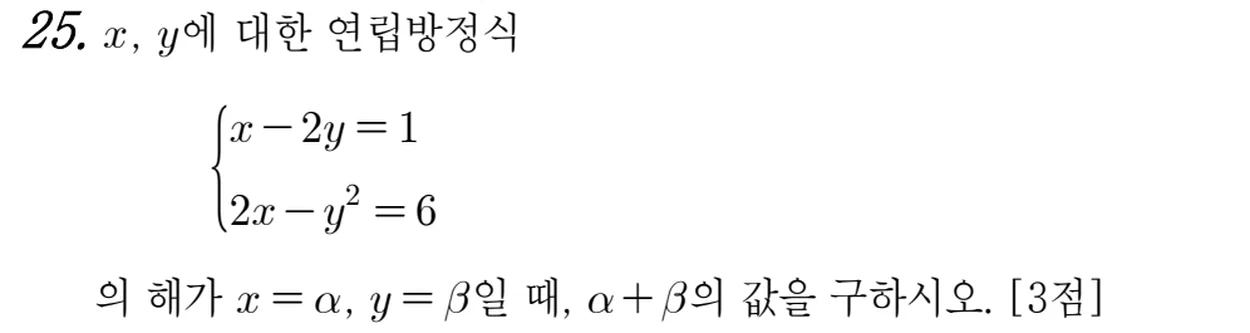 25. x, y에 대한 연립방정식
x − 2y = 1
2x − y² = 6
의 해가 x = α, y = β일 때, α + β의 값을 구하시오. [3점]